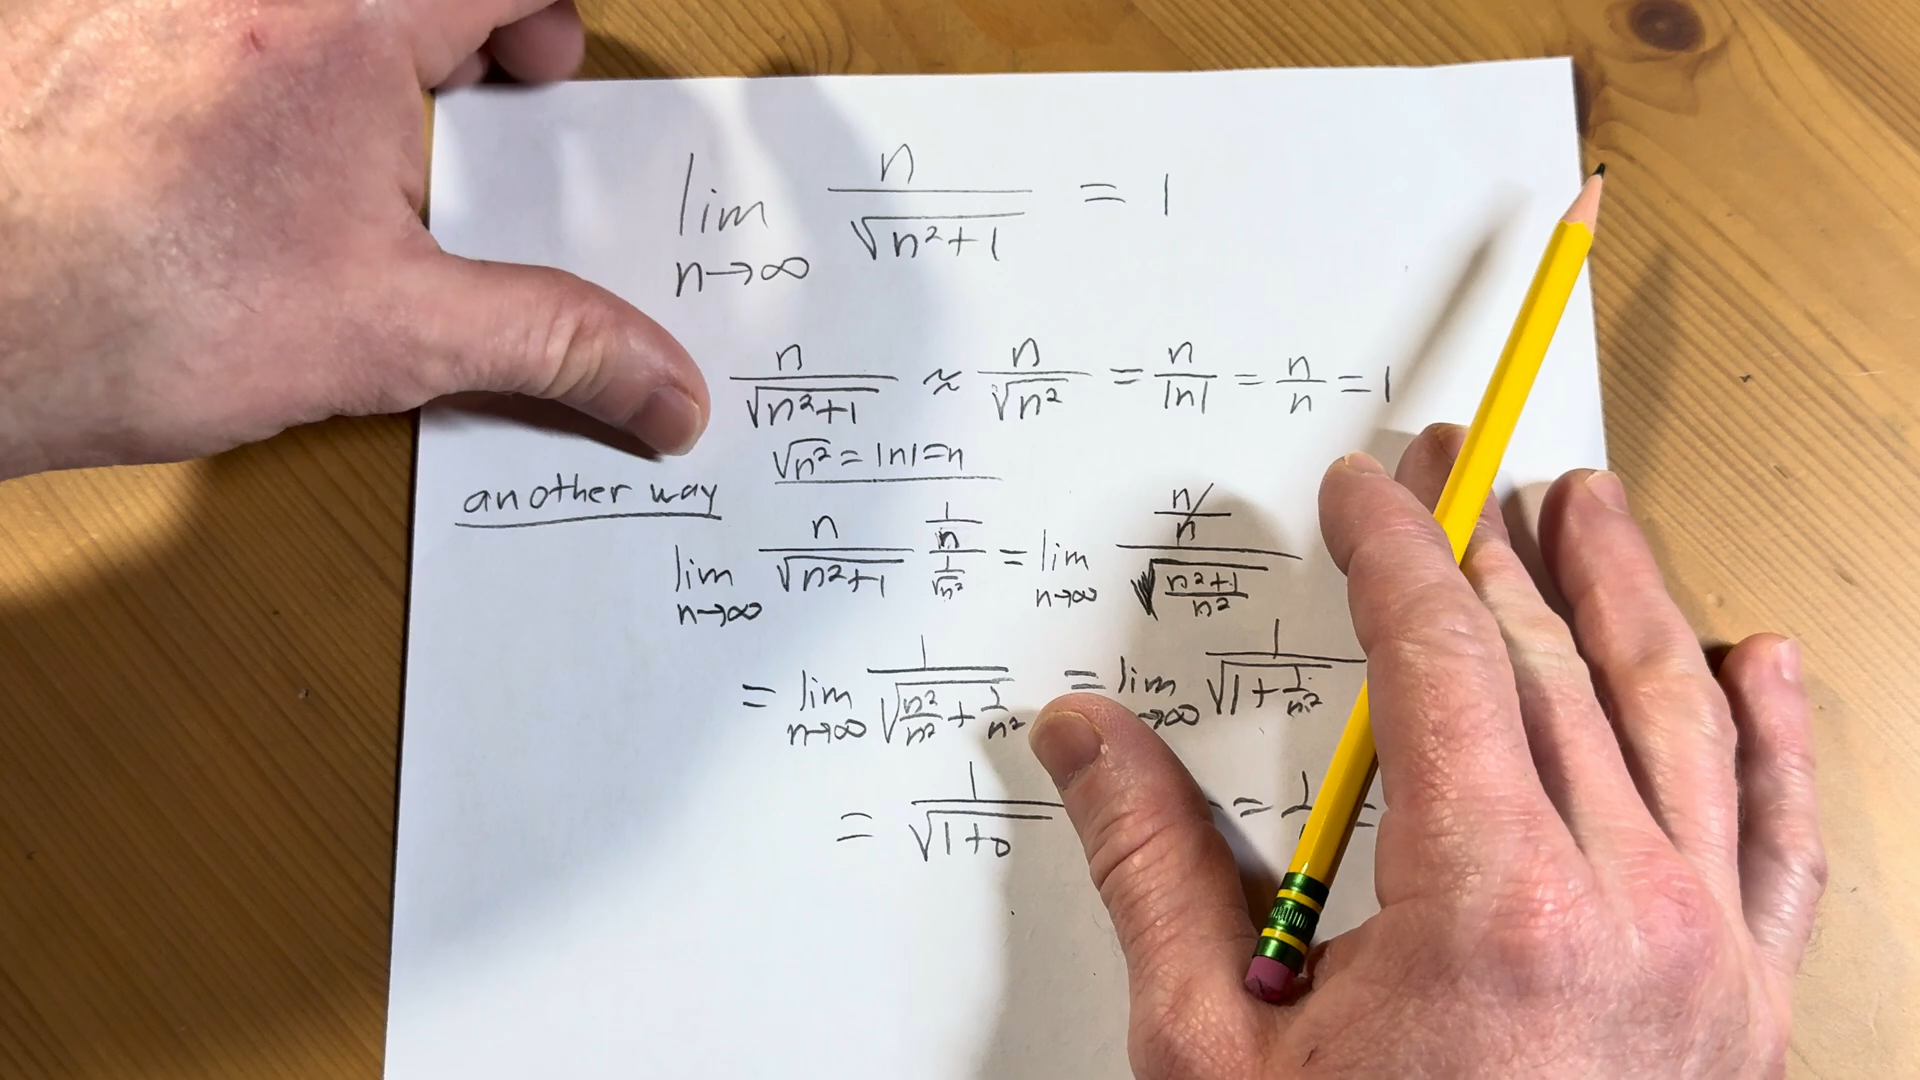 lim n→∞ n/√(n²+1) = 1
n/√(n²+1) ≈ n/√(n²) = n/|n| = n/n = 1
√n² = |n| = n
another way
lim n→∞ n/√(n²+1) (1/n)/(1/√n²) = lim n→∞ (n/n)/√((n²+1)/n²)
= lim n→∞ 1/√(n²/n² + 1/n²) = lim →∞ 1/√(1 + 1/n²)
= 1/√(1+0) = 1/ =